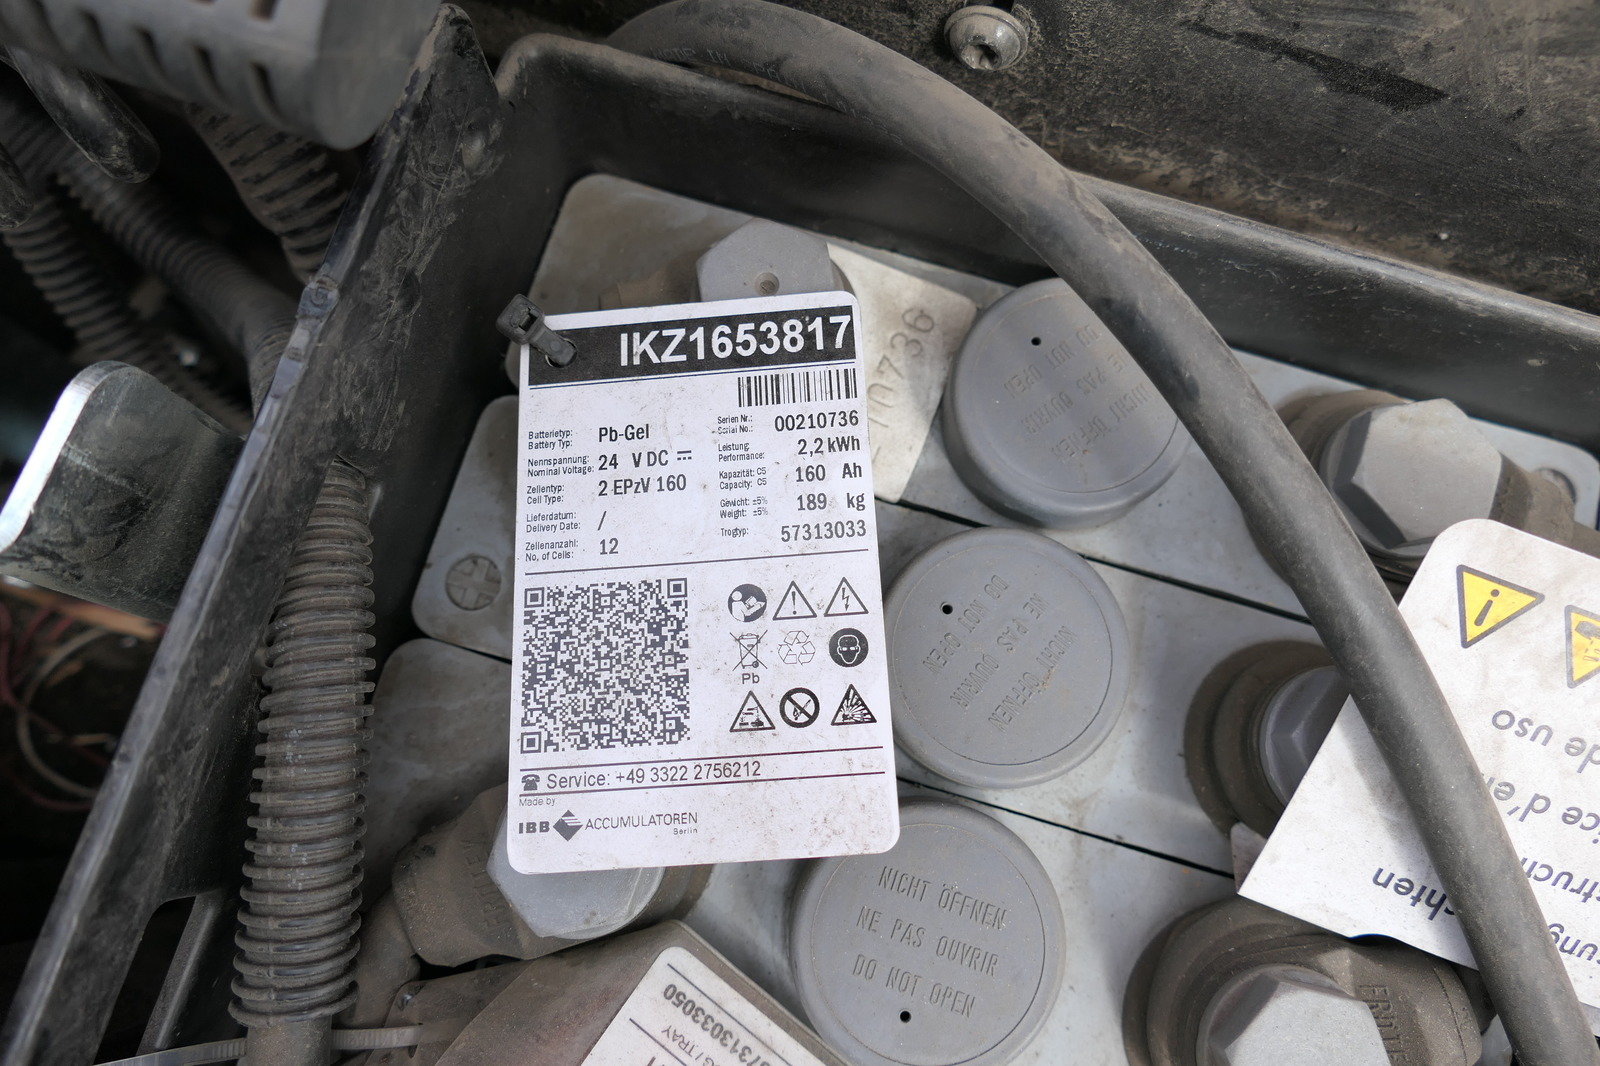 IKZ1653817
Batterietyp: Battery Typ: Pb-Gel
Nennspannung: Nominal Voltage: 24 V DC
Zellentyp: Cell Type: 2 EPzV 160
Lieferdatum: Delivery Date: /
Zellenanzahl: No. of Cells: 12
Serien Nr.: Serial No.: 00210736
Leistung: Performance: 2,2 kWh
Kapazität: C5 Capacity: C5 160 Ah
Gewicht: ±5% Weight: ±5% 189 kg
Trogtyp: 57313033
Pb
Service: +49 3322 2756212
Made by
IBB ACCUMULATOREN
Berlin
10736
NICHT ÖFFNEN
NE PAS OUVRIR
DO NOT OPEN
NICHT ÖFFNEN
NE PAS OUVRIR
DO NOT OPEN
NICHT ÖFFNEN
NE PAS OUVRIR
DO NOT OPEN
de uso